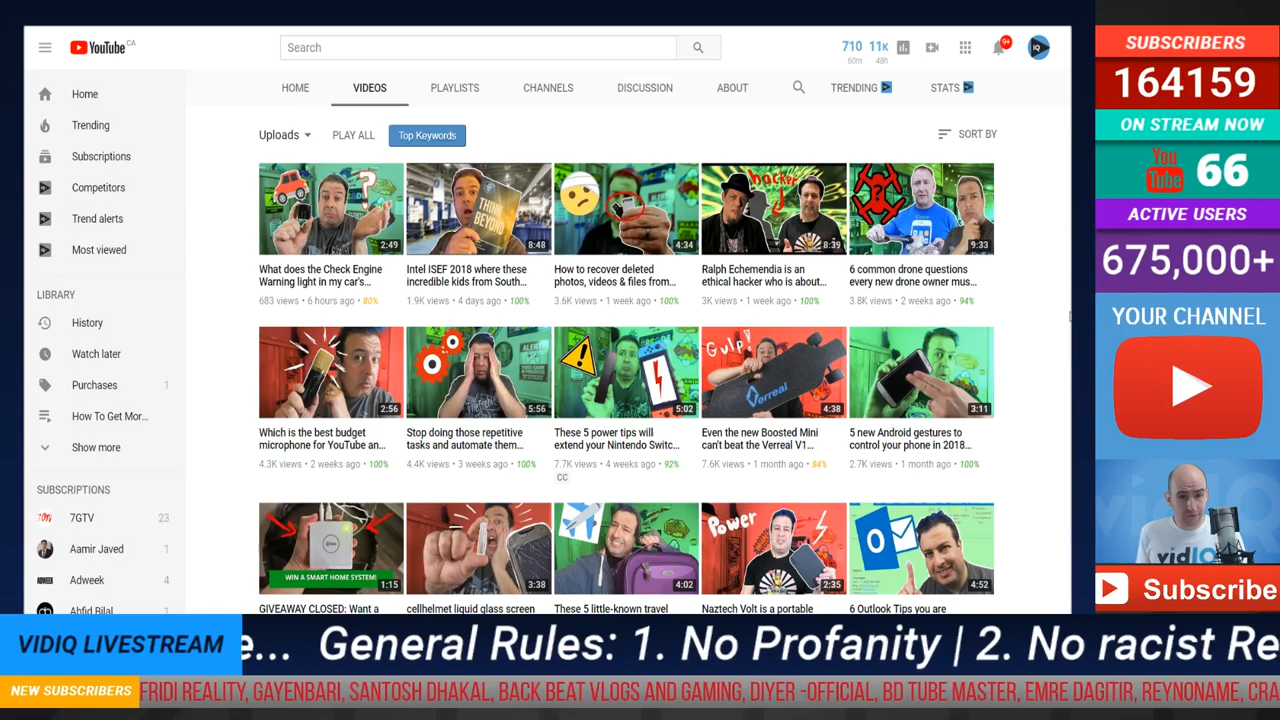 YouTube CA
Search
710 11K
60m 48h
9+
IQ
HOME VIDEOS PLAYLISTS CHANNELS DISCUSSION ABOUT TRENDING STATS
Home
Trending
Subscriptions
Competitors
Trend alerts
Most viewed
LIBRARY
History
Watch later
Purchases 1
How To Get Mor...
Show more
SUBSCRIPTIONS
7GTV 23
Aamir Javed 1
Adweek 4
Ahfid Bilal
Uploads PLAY ALL Top Keywords SORT BY
?
2:49
THINK BEYOND
8:48
4:34
hacker
8:39
?
9:33
What does the Check Engine
Warning light in my car's...
683 views • 6 hours ago • 80%
Intel ISEF 2018 where these
incredible kids from South...
1.9K views • 4 days ago • 100%
How to recover deleted
photos, videos & files from...
3.6K views • 1 week ago • 100%
Ralph Echemendia is an
ethical hacker who is about...
3K views • 1 week ago • 100%
6 common drone questions
every new drone owner mus...
3.8K views • 2 weeks ago • 94%
2:56
5:56
5:02
Gulp!
Verreal
4:38
3:11
Which is the best budget
microphone for YouTube an...
4.3K views • 2 weeks ago • 100%
Stop doing those repetitive
tasks and automate them...
4.4K views • 3 weeks ago • 100%
These 5 power tips will
extend your Nintendo Switc...
7.7K views • 4 weeks ago • 92%
CC
Even the new Boosted Mini
can't beat the Verreal V1...
7.6K views • 1 month ago • 84%
5 new Android gestures to
control your phone in 2018...
2.7K views • 1 month ago • 100%
WIN A SMART HOME SYSTEM!
1:15
3:38
4:02
Power
2:35
4:52
GIVEAWAY CLOSED: Want a
cellhelmet liquid glass screen
These 5 little-known travel
Naztech Volt is a portable
6 Outlook Tips you are
SUBSCRIBERS
164159
ON STREAM NOW
You Tube 66
ACTIVE USERS
675,000+
YOUR CHANNEL
vidIQ
Subscribe
VIDIQ LIVESTREAM
e... General Rules: 1. No Profanity | 2. No racist Re
NEW SUBSCRIBERS
FRIDI REALITY, GAYENBARI, SANTOSH DHAKAL, BACK BEAT VLOGS AND GAMING, DIYER -OFFICIAL, BD TUBE MASTER, EMRE DAGITIR, REYNONAME, CRA